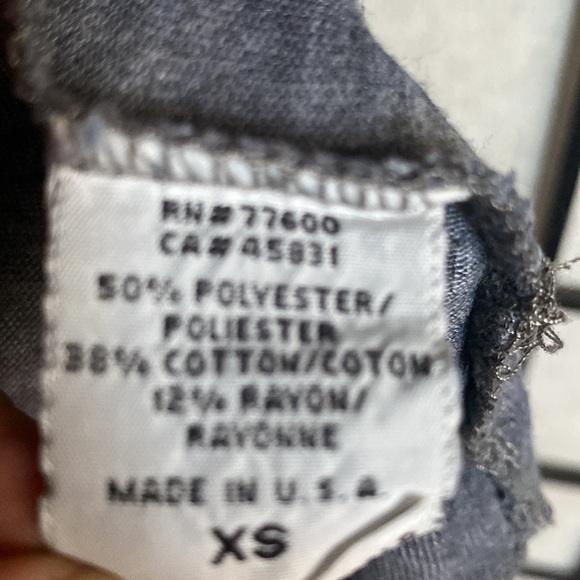 RN#77600
CA#45831
50% POLYESTER/
POLIESTER
38% COTTON/COTON
12% RAYON/
RAYONNE
MADE IN U.S.A.
XS